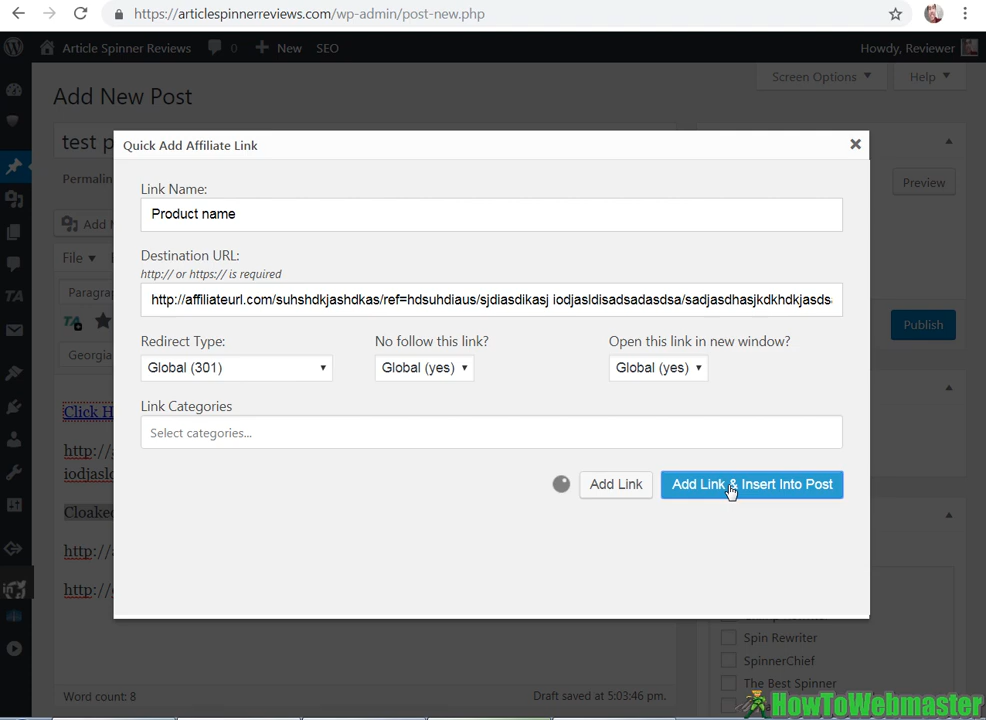 https://articlespinnerreviews.com/wp-admin/post-new.php
Article Spinner Reviews 0 New SEO Howdy, Reviewer
Screen Options Help
Add New Post
test p
Quick Add Affiliate Link
Permalin
Preview
Link Name:
Product name
Add
File
Destination URL:
http:// or https:// is required
Paragra
http://affiliateurl.com/suhshdkjashdkas/ref=hdsuhdiaus/sjdiasdikasj iodjasldisadsadasdsa/sadjasdhasjkdkhdkjasds
Publish
Redirect Type: No follow this link? Open this link in new window?
Georgia
Global (301) Global (yes) Global (yes)
Link Categories
Click H
Select categories...
http://
iodjasl
Add Link Add Link & Insert Into Post
Cloake
http://
http://
Spin Rewriter
SpinnerChief
The Best Spinner
Word count: 8 Draft saved at 5:03:46 pm.
HowToWebmaster